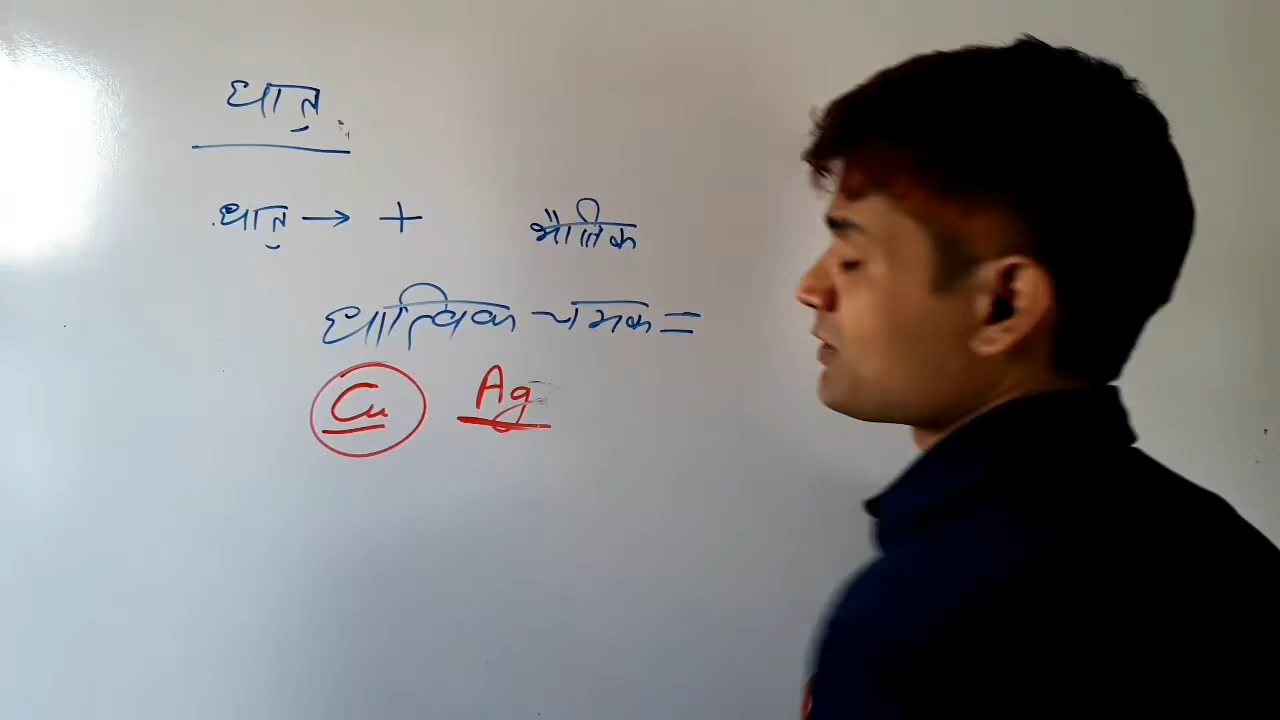 धातु
धातु → + भौतिक
धात्विक चमक =
Cu Ag